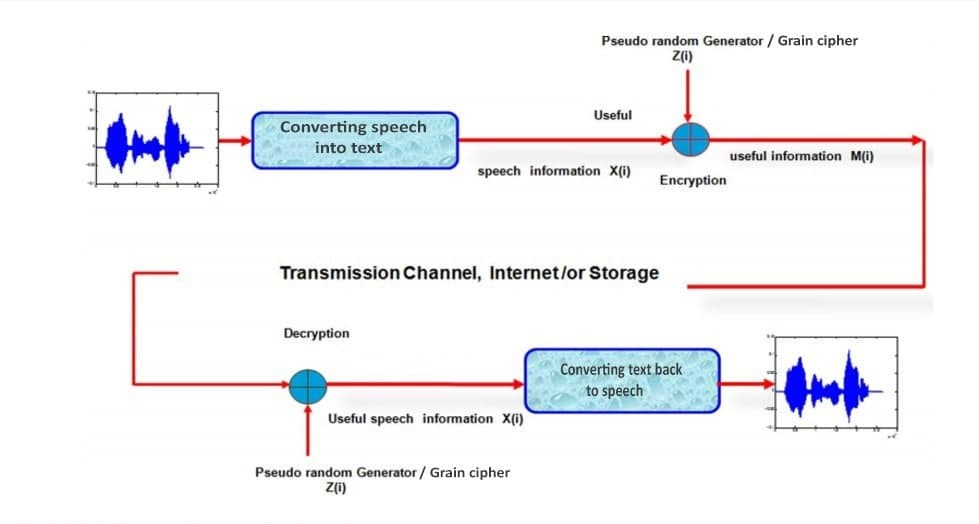 Pseudo random Generator / Grain cipher
Z(i)
Useful
Converting speech
into text
useful information M(i)
speech information X(i)
Encryption
Transmission Channel, Internet/or Storage
Decryption
Converting text back
to speech
Useful speech information X(i)
Pseudo random Generator / Grain cipher
Z(i)